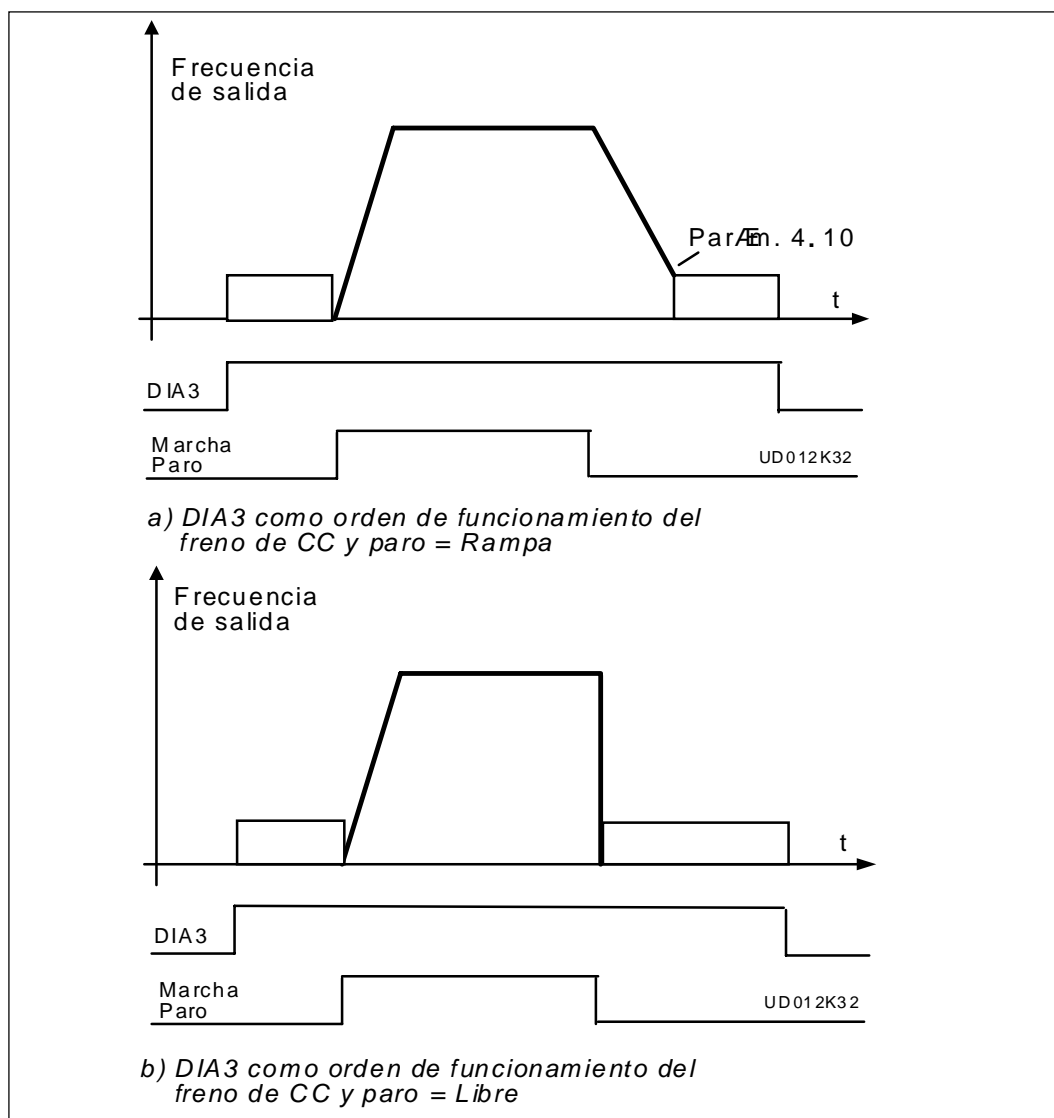 Frecuencia
de salida
ParÆm. 4.10
t
DIA3
Marcha
Paro
UD012K32
a) DIA3 como orden de funcionamiento del
freno de CC y paro = Rampa
Frecuencia
de salida
t
DIA3
Marcha
Paro
UD012K32
b) DIA3 como orden de funcionamiento del
freno de CC y paro = Libre